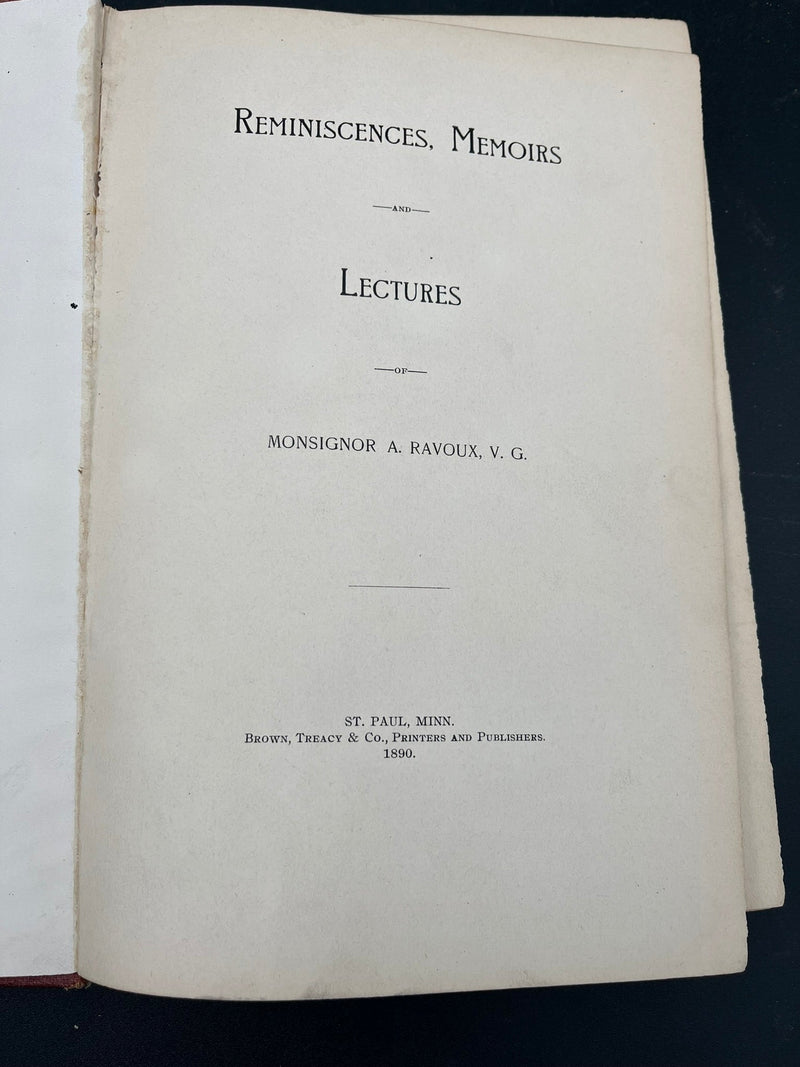 Reminiscences, Memoirs
—AND—
Lectures
—OF—
MONSIGNOR A. RAVOUX, V. G.
ST. PAUL, MINN.
Brown, Treacy & Co., Printers and Publishers.
1890.